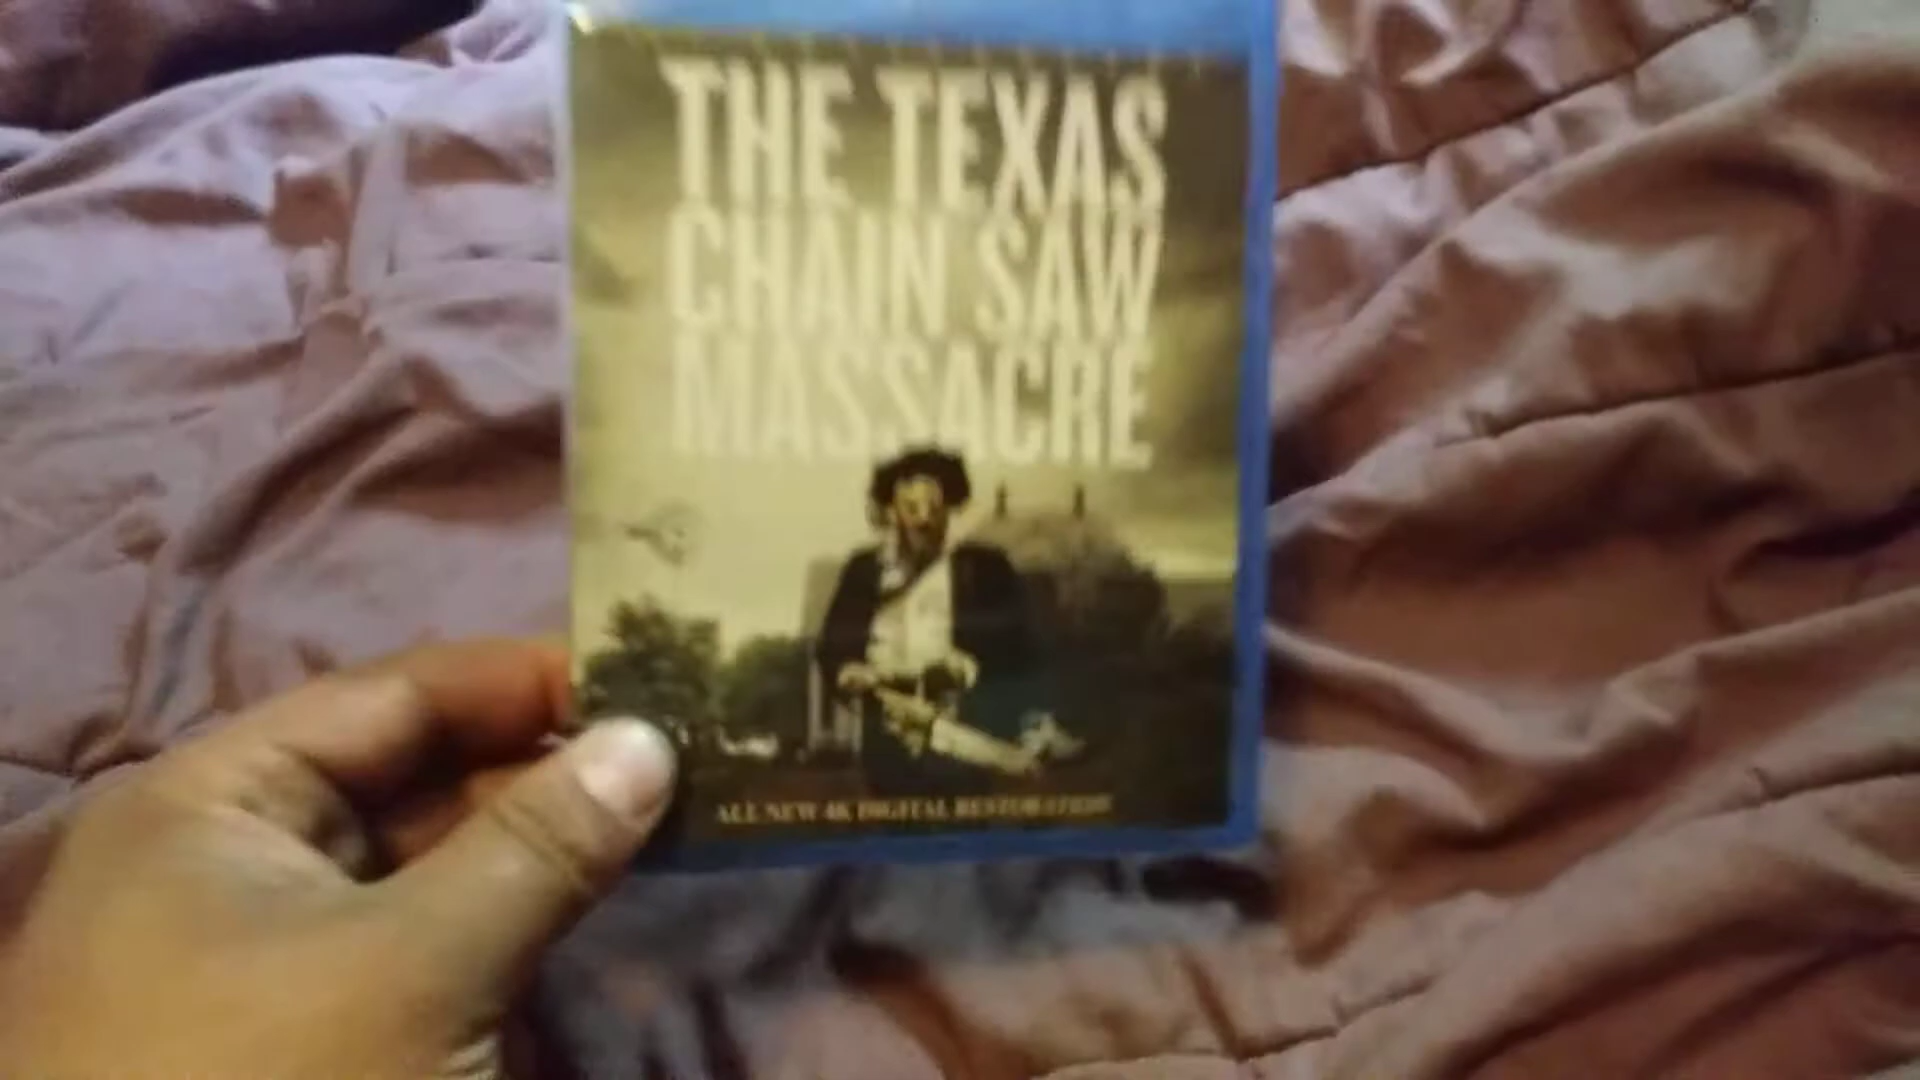 THE TEXAS
CHAIN SAW
MASSACRE
ALL NEW 4K DIGITAL RESTORATION